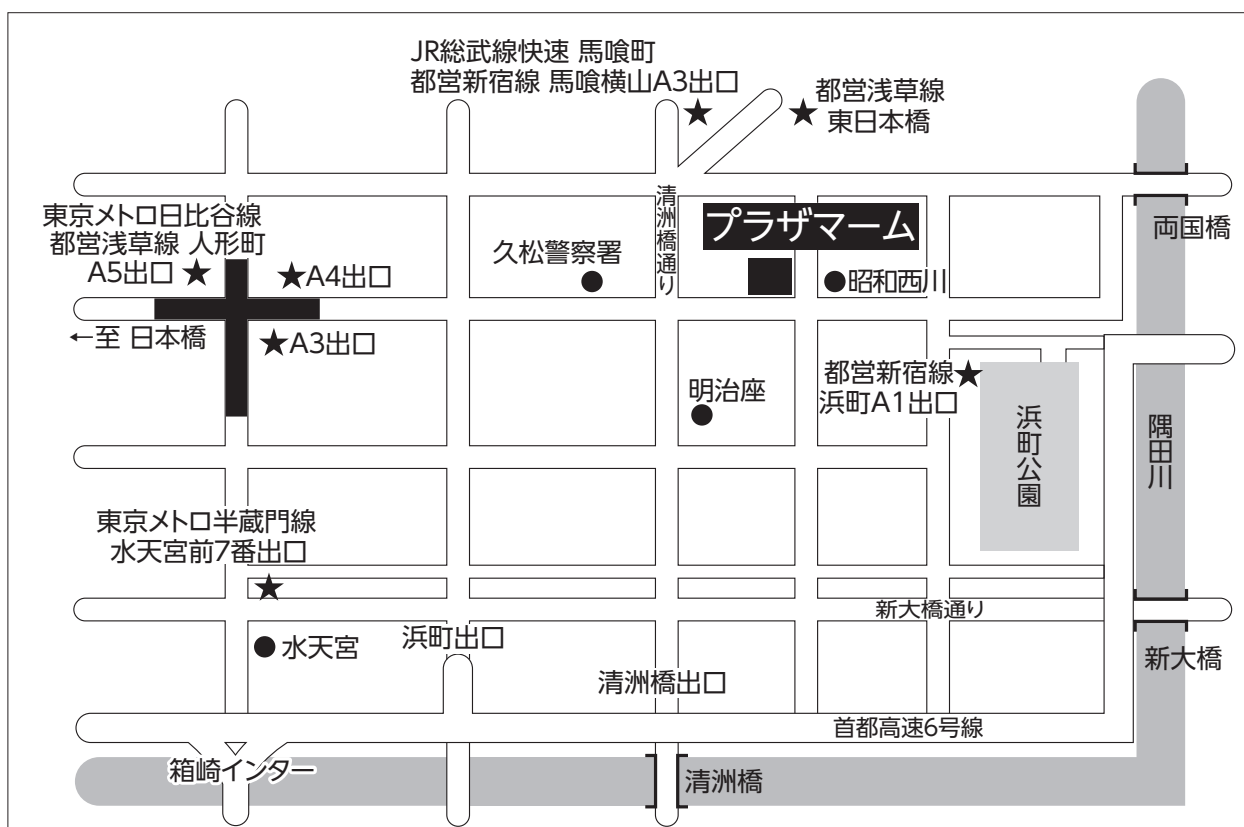 JR総武線快速 馬喰町
都営新宿線 馬喰横山A3出口
都営浅草線
東日本橋
清洲橋通り
両国橋
東京メトロ日比谷線
都営浅草線 人形町
A5出口
A4出口
プラザマーム
久松警察署
昭和西川
←至 日本橋
A3出口
明治座
都営新宿線
浜町A1出口
浜町公園
隅田川
東京メトロ半蔵門線
水天宮前7番出口
新大橋通り
水天宮
浜町出口
新大橋
清洲橋出口
首都高速6号線
箱崎インター
清洲橋